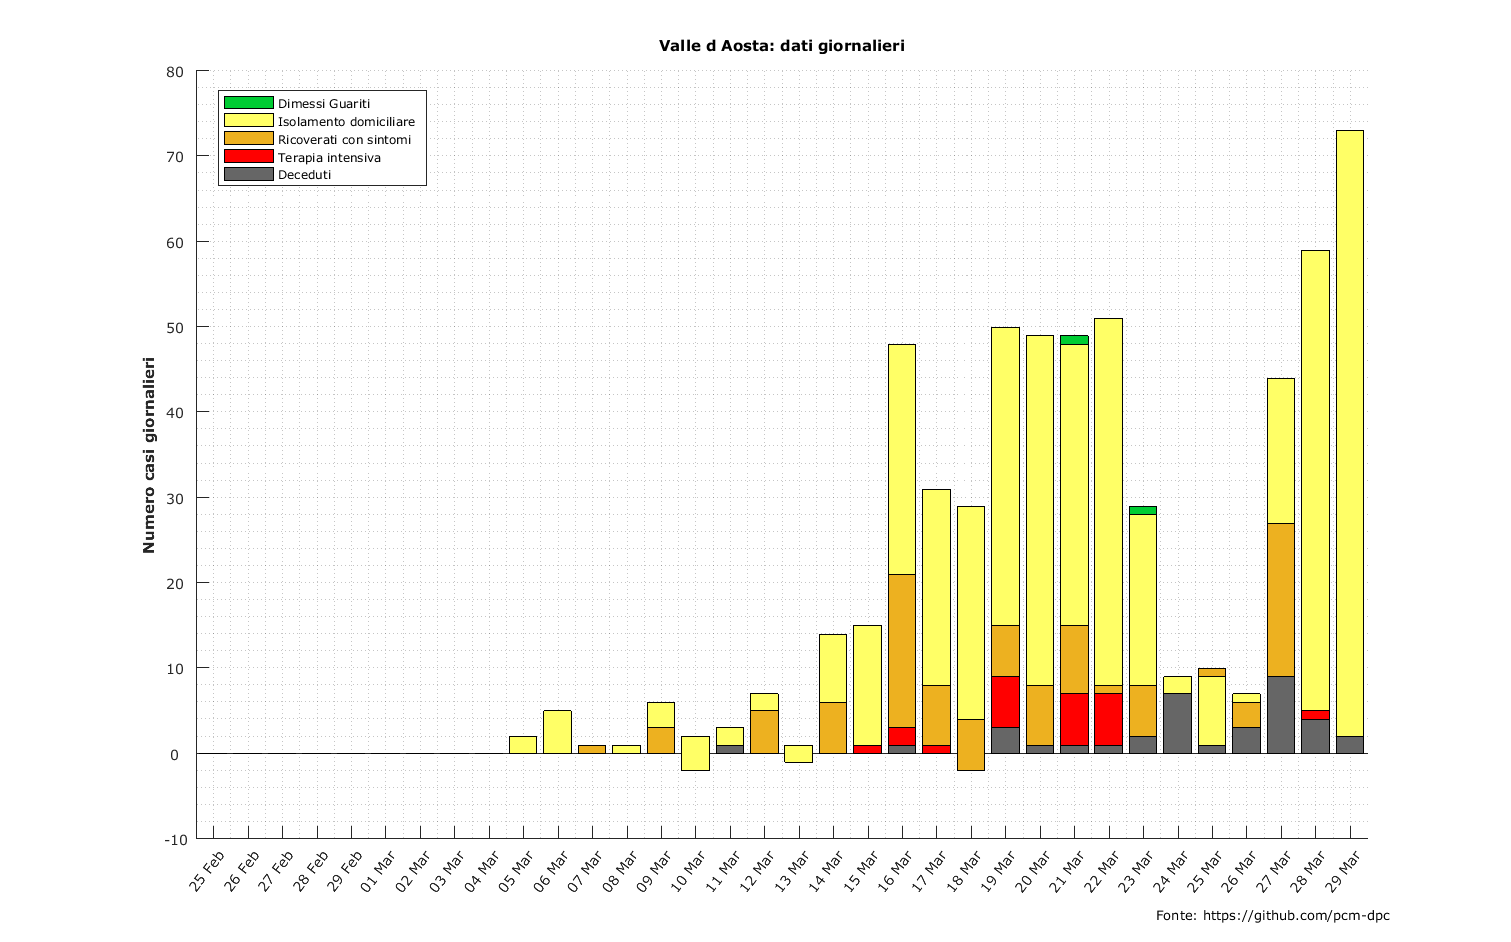 Valle d Aosta: dati giornalieri
80
70
60
50
40
30
20
10
0
-10
Numero casi giornalieri
Dimessi Guariti
Isolamento domiciliare
Ricoverati con sintomi
Terapia intensiva
Deceduti
25 Feb
26 Feb
27 Feb
28 Feb
29 Feb
01 Mar
02 Mar
03 Mar
04 Mar
05 Mar
06 Mar
07 Mar
08 Mar
09 Mar
10 Mar
11 Mar
12 Mar
13 Mar
14 Mar
15 Mar
16 Mar
17 Mar
18 Mar
19 Mar
20 Mar
21 Mar
22 Mar
23 Mar
24 Mar
25 Mar
26 Mar
27 Mar
28 Mar
29 Mar
Fonte: https://github.com/pcm-dpc